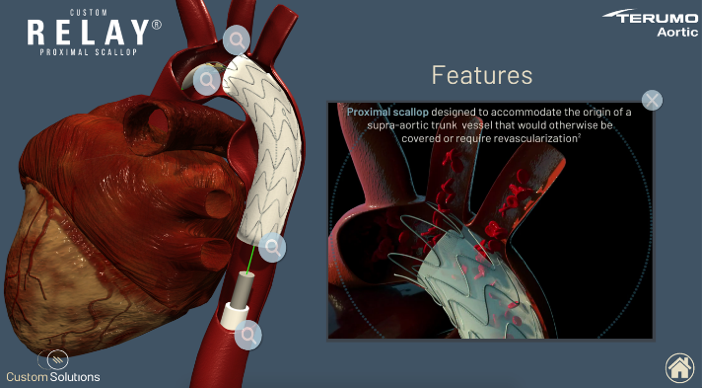 CUSTOM
RELAY®
PROXIMAL SCALLOP
TERUMO
Aortic
Features
Proximal scallop designed to accommodate the origin of a
supra-aortic trunk vessel that would otherwise be
covered or require revascularization²
Custom Solutions